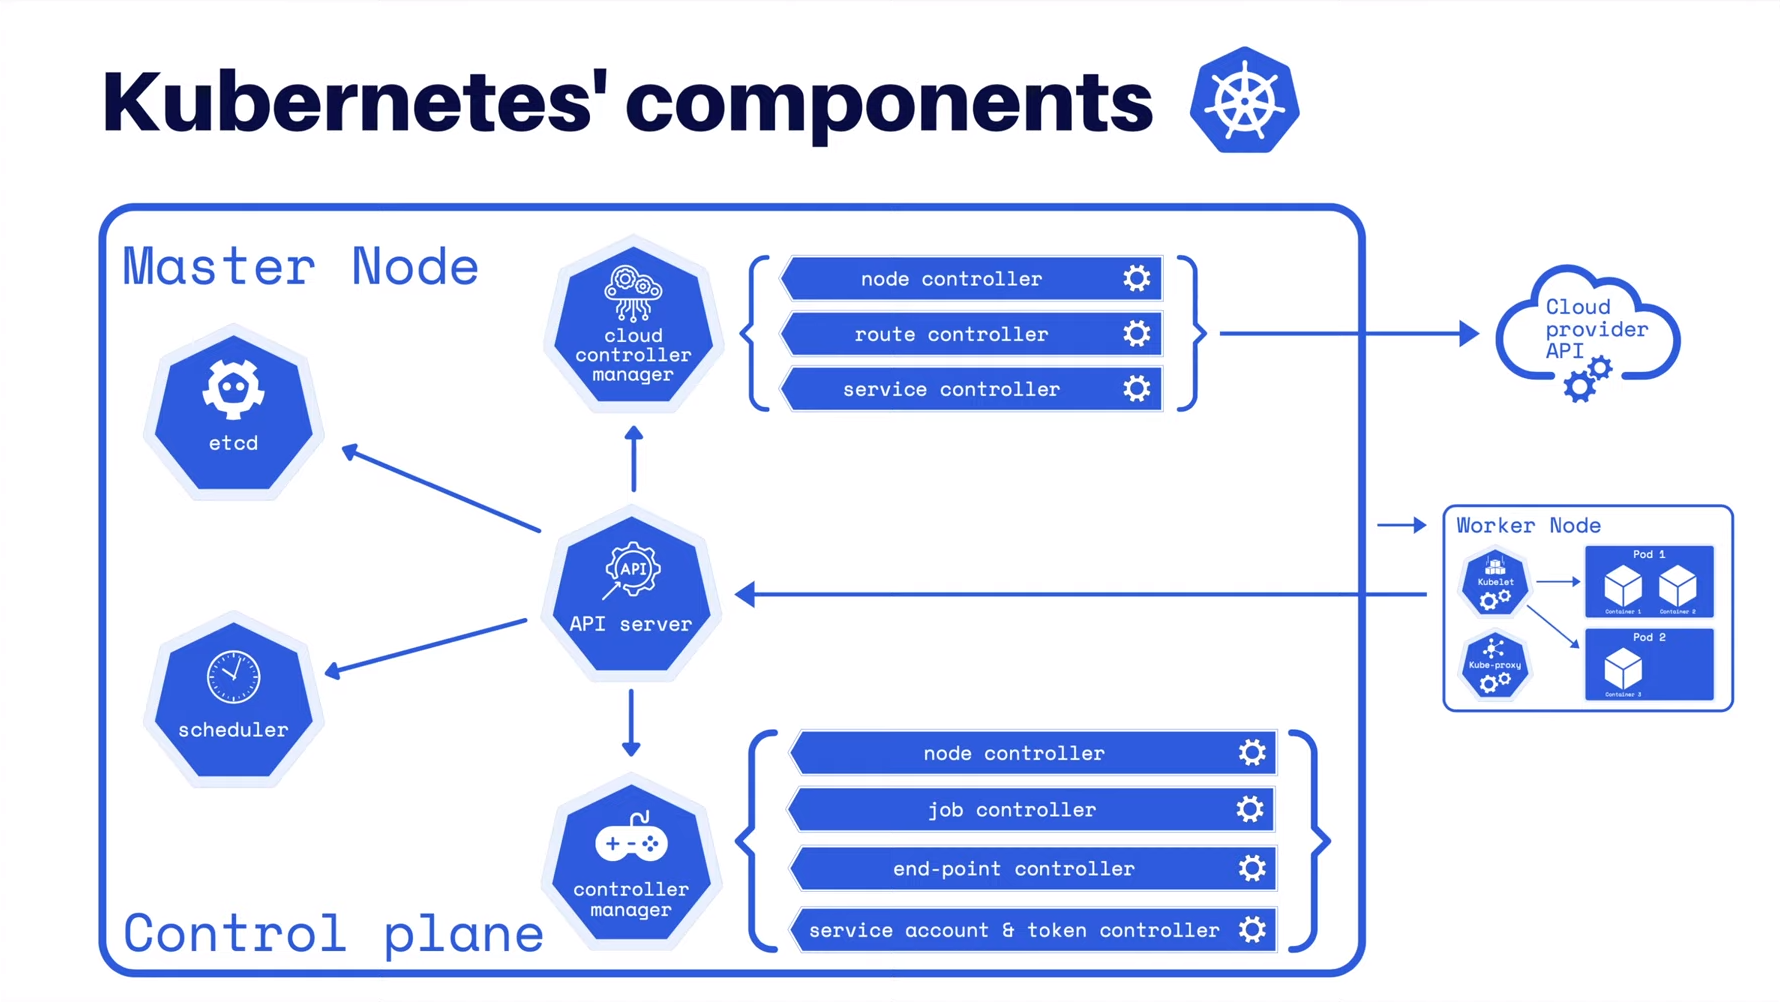 Kubernetes' components
Master Node
cloud
controller
manager
node controller
route controller
service controller
Cloud
provider
API
etcd
API
API server
scheduler
Worker Node
Kubelet
Pod 1
Container 1
Container 2
Kube-proxy
Pod 2
Container 3
controller
manager
node controller
job controller
end-point controller
service account & token controller
Control plane